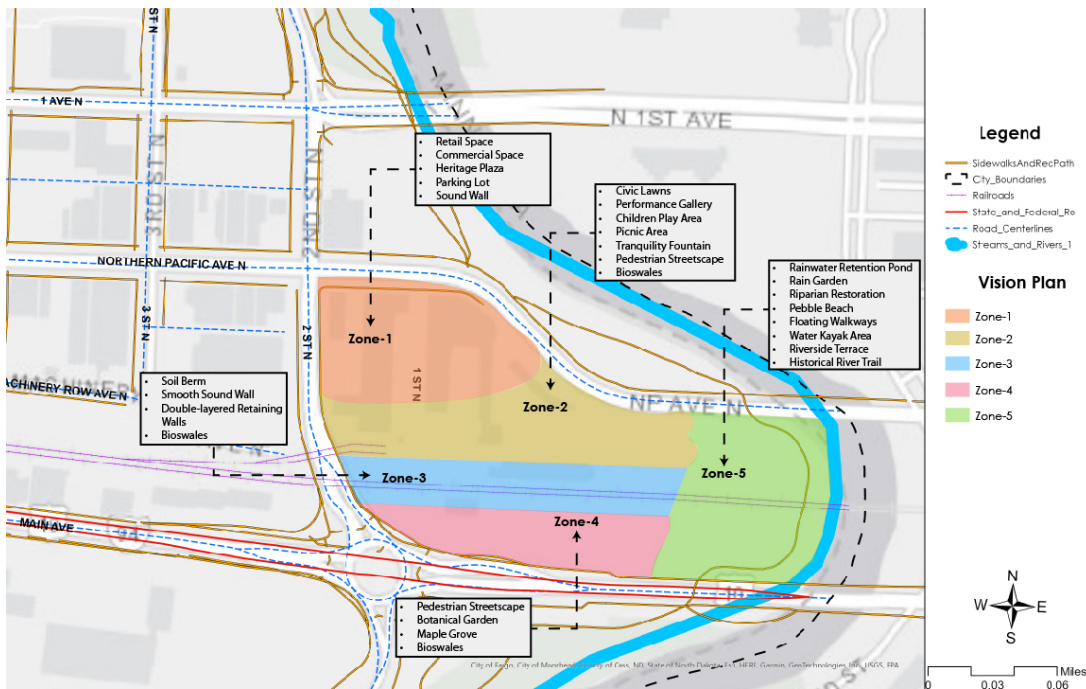 1 AVE N
N 1ST AVE
3RD ST N
2ND ST N
Retail Space
Commercial Space
Heritage Plaza
Parking Lot
Sound Wall
Civic Lawns
Performance Gallery
Children Play Area
Picnic Area
Tranquility Fountain
Pedestrian Streetscape
Bioswales
NORTHERN PACIFIC AVE N
Rainwater Retention Pond
Rain Garden
Riparian Restoration
Pebble Beach
Floating Walkways
Water Kayak Area
Riverside Terrace
Historical River Trail
3 ST N
2 ST N
Zone-1
1 ST N
Zone-2
NP AVE N
ACHINERY ROW AVE N
Soil Berm
Smooth Sound Wall
Double-layered Retaining
Walls
Bioswales
Zone-3
Zone-5
Zone-4
MAIN AVE
Pedestrian Streetscape
Botanical Garden
Maple Grove
Bioswales
Legend
SidewalksAndRecPath
City_Boundaries
Railroads
State_and_Federal_Ro
Road_Centerlines
Streams_and_Rivers_1
Vision Plan
Zone-1
Zone-2
Zone-3
Zone-4
Zone-5
N
W E
S
Miles
0 0.03 0.06